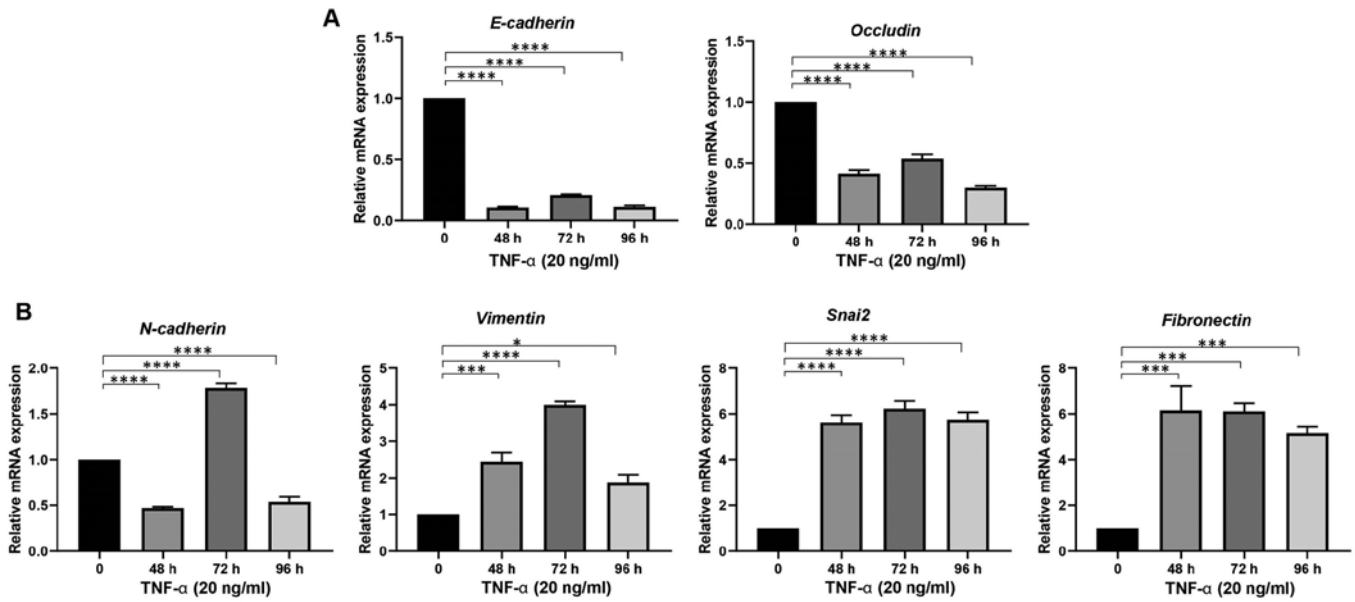 A
E-cadherin
Relative mRNA expression
1.5
1.0
0.5
0.0
****
****
****
0 48 h 72 h 96 h
TNF-α (20 ng/ml)
Occludin
Relative mRNA expression
1.5
1.0
0.5
0.0
****
****
****
0 48 h 72 h 96 h
TNF-α (20 ng/ml)
B
N-cadherin
Relative mRNA expression
2.0
1.5
1.0
0.5
0.0
****
****
****
0 48 h 72 h 96 h
TNF-α (20 ng/ml)
Vimentin
Relative mRNA expression
5
4
3
2
1
0
*
****
***
0 48 h 72 h 96 h
TNF-α (20 ng/ml)
Snai2
Relative mRNA expression
8
6
4
2
0
****
****
****
0 48 h 72 h 96 h
TNF-α (20 ng/ml)
Fibronectin
Relative mRNA expression
8
6
4
2
0
***
***
***
0 48 h 72 h 96 h
TNF-α (20 ng/ml)